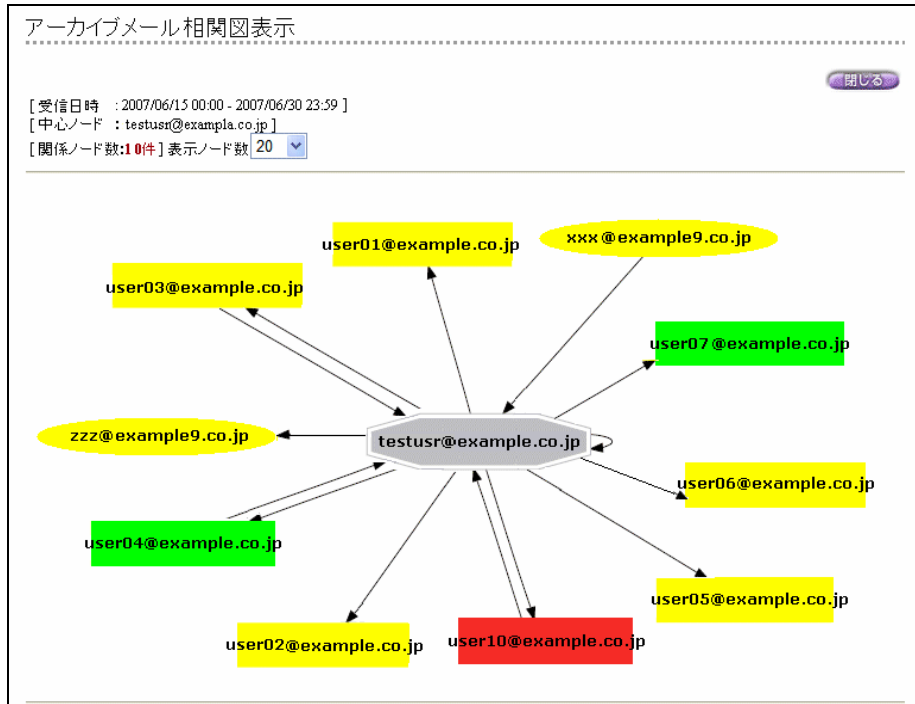 アーカイブメール相関図表示
閉じる
[ 受信日時 : 2007/06/15 00:00 - 2007/06/30 23:59 ]
[ 中心ノード : testusr@exampla.co.jp ]
[ 関係ノード数:10件 ] 表示ノード数 20
user01@example.co.jp
xxx@example9.co.jp
user03@example.co.jp
user07@example.co.jp
zzz@example9.co.jp
testusr@example.co.jp
user06@example.co.jp
user04@example.co.jp
user05@example.co.jp
user02@example.co.jp
user10@example.co.jp